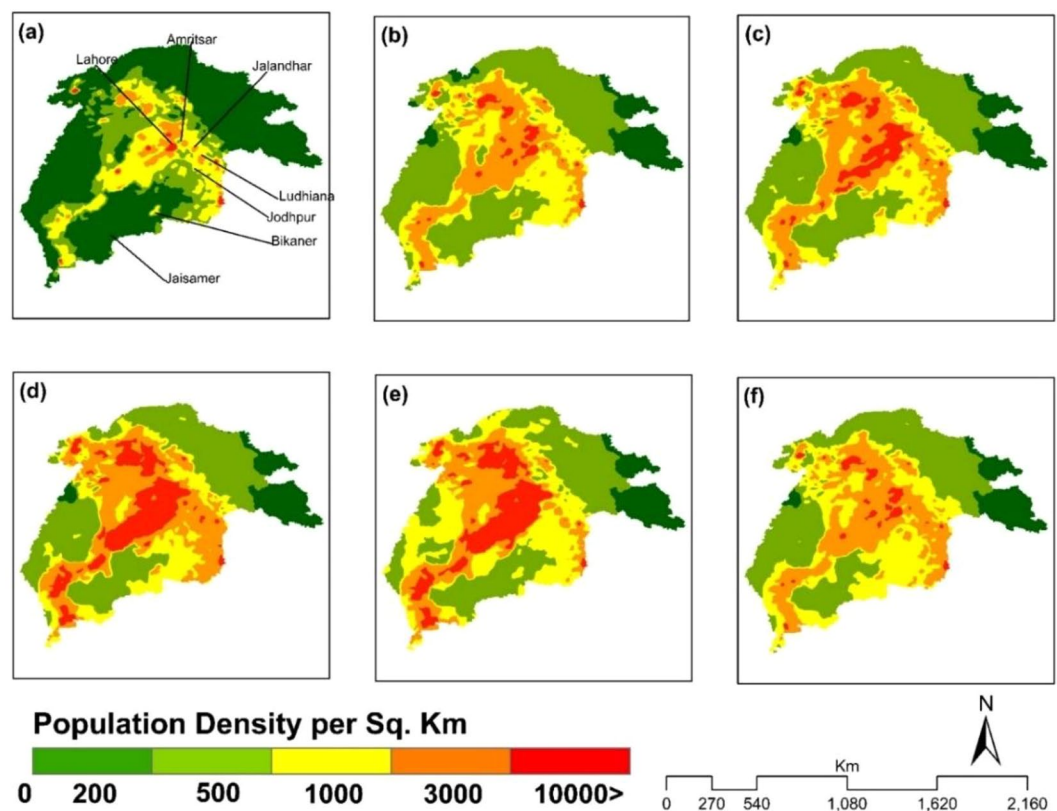 (a)
Amritsar
Lahore
Jalandhar
Ludhiana
Jodhpur
Bikaner
Jaisamer
(b)
(c)
(d)
(e)
(f)
Population Density per Sq. Km
0 200 500 1000 3000 10000>
N
Km
0 270 540 1,080 1,620 2,160